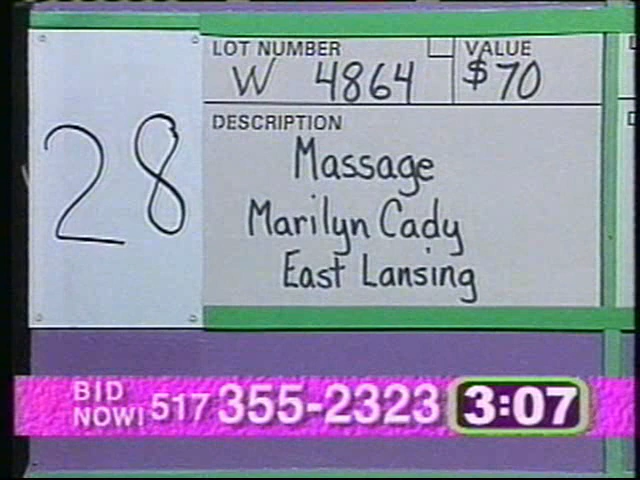 28
LOT NUMBER
W 4864
VALUE
$70
DESCRIPTION
Massage
Marilyn Cady
East Lansing
BID NOW! 517 355-2323 3:07